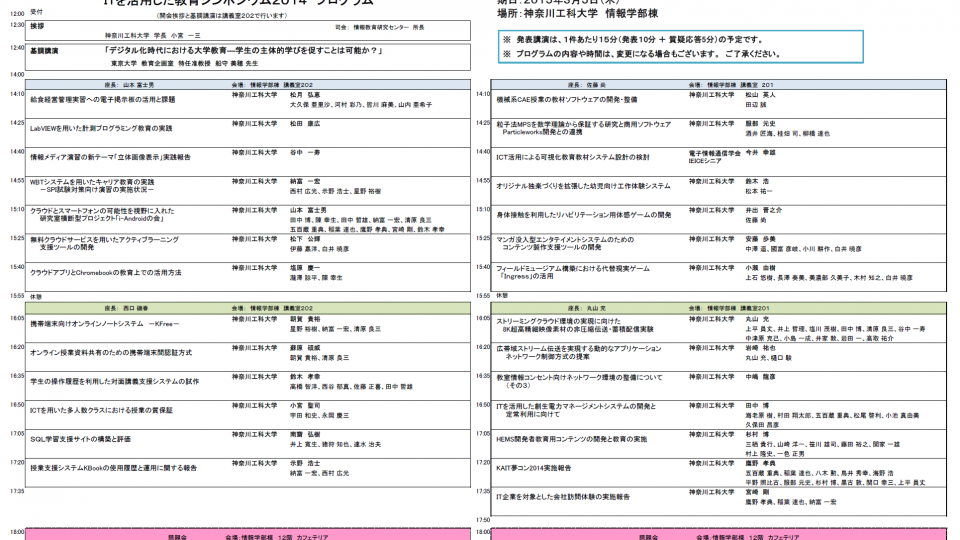 ITを活用した教育シンポジウム2014 プログラム
(開会挨拶と基調講演は講義室202で行います)
期日:2015年3月5日(木)
場所:神奈川工科大学 情報学部棟
12:00 受付
12:30 挨拶 司会: 情報教育研究センター 所長
神奈川工科大学 学長 小宮 一三
12:40 基調講演 「デジタル化時代における大学教育―学生の主体的学びを促すことは可能か?」
東京大学 教育企画室 特任准教授 船守 美穂 先生
14:00
※ 発表講演は、1件あたり15分(発表10分 + 質疑応答5分)の予定です。
※ プログラムの内容や時間は、変更になる場合もございます。 ご了承ください。
座長: 山本 富士男 会場: 情報学部棟 講義室202
14:10 給食経営管理実習への電子掲示板の活用と課題 神奈川工科大学 松月 弘恵
大久保 亜里沙、河村 彩乃、皆川 麻美、山内 亜希子
14:25 LabVIEWを用いた計測プログラミング教育の実践 神奈川工科大学 松田 康広
14:40 情報メディア演習の新テーマ「立体画像表示」実践報告 神奈川工科大学 谷中 一寿
14:55 WBTシステムを用いたキャリア教育の実践 神奈川工科大学 納富 一宏
-SPI試験対策向け演習の実施状況- 西村 広光、示野 浩士、星野 裕樹
15:10 クラウドとスマートフォンの可能性を視野に入れた 神奈川工科大学 山本 富士男
研究室横断型プロジェクト「i-Androidの会」 田中 博、陳 幸生、田中 哲雄、納富 一宏、清原 良三
五百蔵 重典、稲葉 達也、鷹野 孝典、宮崎 剛、鈴木 孝幸
15:25 無料クラウドサービスを用いたアクティブラーニング 神奈川工科大学 松下 公輝
支援ツールの開発 伊藤 嘉洋、白井 暁彦
15:40 クラウドアプリとChromebookの教育上での活用方法 神奈川工科大学 塩原 慶一
瀧澤 諒平、陳 幸生
15:55 休憩
座長: 西口 磯春 会場: 情報学部棟 講義室202
16:05 携帯端末向けオンラインノートシステム -KFree- 神奈川工科大学 朝賀 貴裕
星野 裕樹、納富 一宏、清原 良三
16:20 オンライン授業資料共有のための携帯端末間認証方式 神奈川工科大学 藤原 頑威
朝賀 貴裕、清原 良三
16:35 学生の操作履歴を利用した対面講義支援システムの試作 神奈川工科大学 鈴木 孝幸
高橋 智洋、西谷 郁真、佐藤 正喜、田中 哲雄
16:50 ICTを用いた多人数クラスにおける授業の質保証 神奈川工科大学 小宮 聖司
宇田 和史、永岡 慶三
17:05 SQL学習支援サイトの構築と評価 神奈川工科大学 南齋 弘樹
井上 寛生、猪狩 知也、速水 治夫
17:20 授業支援システムKBookの使用履歴と運用に関する報告 神奈川工科大学 示野 浩士
納富 一宏、西村 広光
17:35
18:00 懇親会 会場:情報学部棟 12階 カフェテリア
座長: 佐藤 尚 会場: 情報学部棟 講義室 201
14:10 機械系CAE授業の教材ソフトウェアの開発・整備 神奈川工科大学 松山 英人
田辺 誠
14:25 粒子法MPSを数学理論から保証する研究と商用ソフトウェア 神奈川工科大学 服部 元史
Particleworks開発との連携 酒井 匠海、桂畑 司、柳橋 達也
14:40 ICT活用による可視化教育教材システム設計の検討 電子情報通信学会 今井 幸雄
IEICEシニア
14:55 オリジナル独楽づくりを拡張した幼児向け工作体験システム 神奈川工科大学 鈴木 浩
松本 祐一
15:10 身体接触を利用したリハビリテーション用体感ゲームの開発 神奈川工科大学 井出 晋之介
佐藤 尚
15:25 マンガ没入型エンタテイメントシステムのための 神奈川工科大学 安藤 歩美
コンテンツ製作支援ツールの開発 中澤 遥、國富 彦岐、小川 耕作、白井 暁彦
15:40 フィールドミュージアム構築における代替現実ゲーム 神奈川工科大学 小瀬 由樹
「Ingress」の活用 上石 悠樹、長澤 奏美、美濃部 久美子、木村 知之、白井 暁彦
15:55 休憩
座長: 丸山 充 会場: 情報学部棟 講義室201
16:05 ストリーミングクラウド環境の実現に向けた 神奈川工科大学 丸山 充
8K超高精細映像素材の非圧縮伝送・蓄積配信実験 上平 員丈、井上 哲理、塩川 茂樹、田中 博、清原 良三、谷中 一寿
中津原 克己、小島 一成、井家 敦、岩田 一、高取 祐介
16:20 広帯域ストリーム伝送を実現する動的なアプリケーション 神奈川工科大学 岩崎 祐也
ネットワーク制御方式の提案 丸山 充、樋口 毅
16:35 教室情報コンセント向けネットワーク環境の整備について 神奈川工科大学 中嶋 龍彦
(その3)
16:50 ITを活用した創生電力マネージメントシステムの開発と 神奈川工科大学 田中 博
定常利用に向けて 海老原 樹、村田 翔太郎、五百蔵 重典、松尾 啓利、小池 真由美
久保田 昌彦
17:05 HEMS開発者教育用コンテンツの開発と教育の実施 神奈川工科大学 杉村 博
三栖 貴行、山崎 洋一、笹川 雄司、藤田 裕之、関家 一雄
村上 隆史、一色 正男
17:20 KAIT夢コン2014実施報告 神奈川工科大学 鷹野 孝典
五百蔵 重典、稲葉 達也、八木 勲、鳥井 秀幸、海野 浩
平野 明比古、服部 元史、杉村 博、黒古 敦、関口 幸三、上平 員丈
17:35 IT企業を対象とした会社訪問体験の実施報告 神奈川工科大学 宮崎 剛
鷹野 孝典、稲葉 達也、納富 一宏
17:50
18:00 懇親会 会場:情報学部棟 12階 カフェテリア